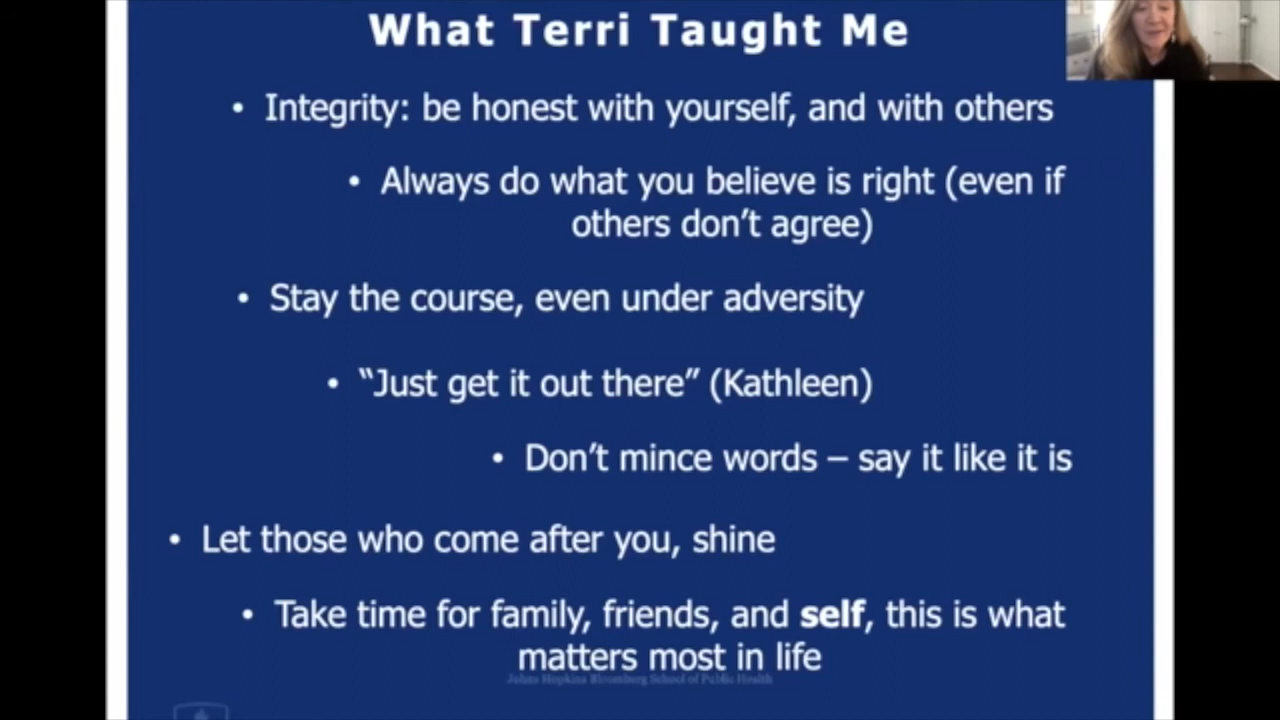 What Terri Taught Me
• Integrity: be honest with yourself, and with others
• Always do what you believe is right (even if
others don’t agree)
• Stay the course, even under adversity
• “Just get it out there” (Kathleen)
• Don’t mince words – say it like it is
• Let those who come after you, shine
• Take time for family, friends, and self, this is what
matters most in life
Johns Hopkins Bloomberg School of Public Health